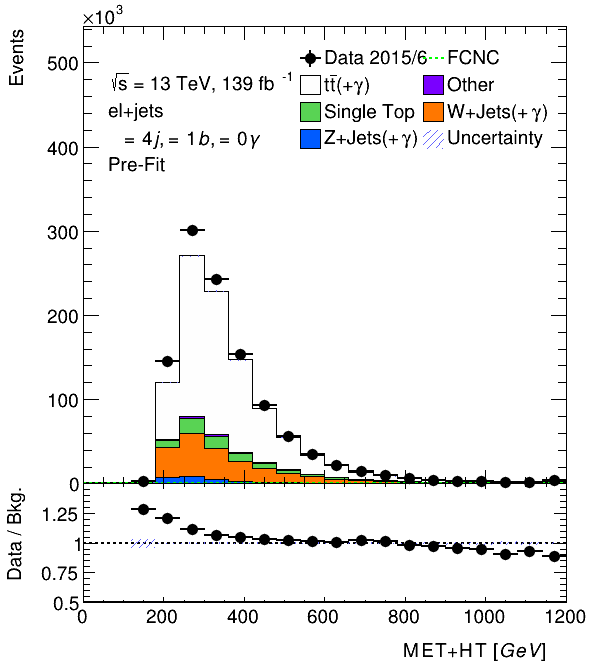 ×10³
Events
500
400
300
200
100
0
√s = 13 TeV, 139 fb⁻¹
el+jets
= 4j, = 1b, = 0γ
Pre-Fit
Data 2015/6
FCNC
tt̄(+γ)
Other
Single Top
W+Jets(+γ)
Z+Jets(+γ)
Uncertainty
Data / Bkg.
1.25
1
0.75
0.5
0 200 400 600 800 1000 1200
MET+HT [GeV]